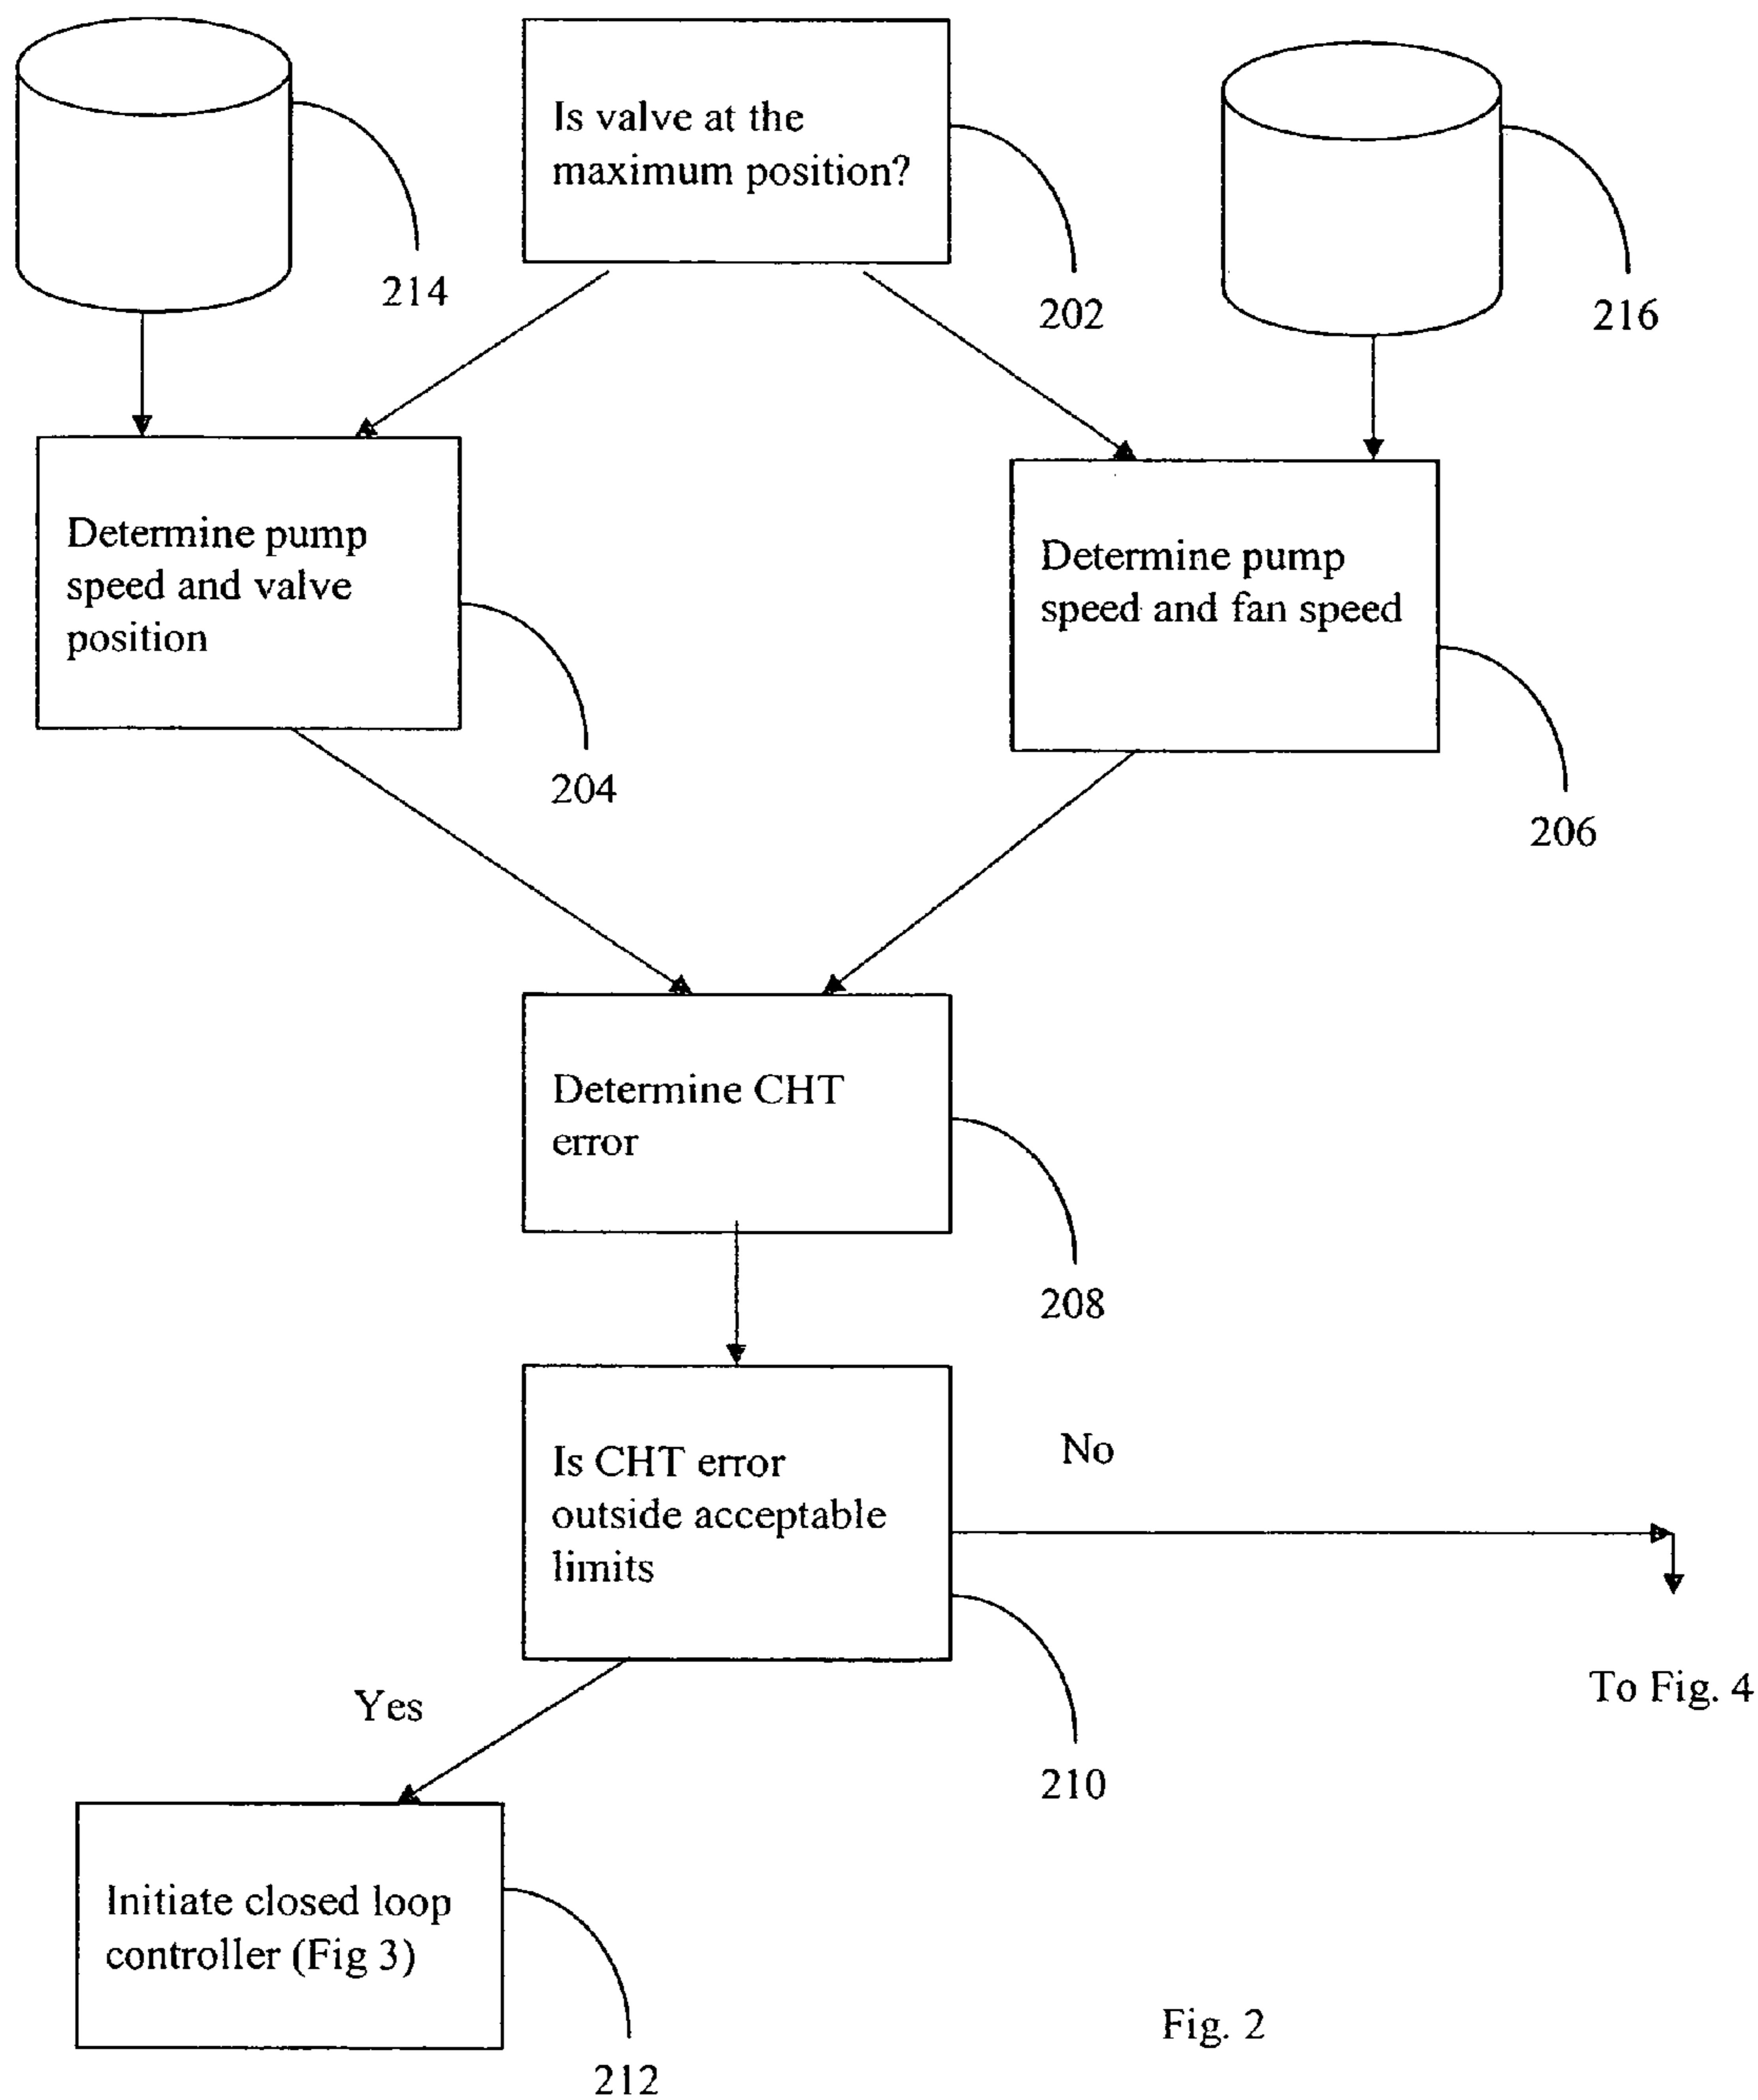 Is valve at the
maximum position?
214
202
216
Determine pump
speed and valve
position
Determine pump
speed and fan speed
204
206
Determine CHT
error
208
Is CHT error
outside acceptable
limits
No
To Fig. 4
Yes
210
Initiate closed loop
controller (Fig 3)
Fig. 2
212